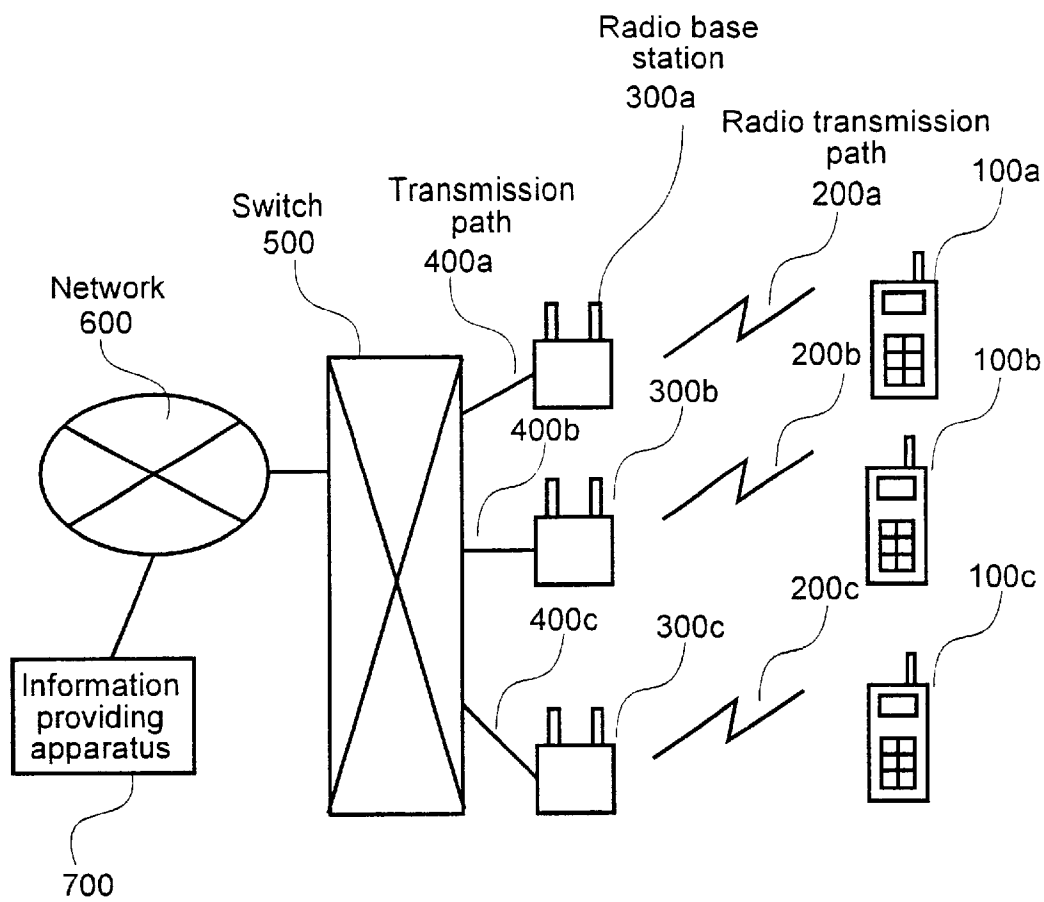 Radio base
station
300a
Radio transmission
path
200a
100a
Transmission
path
400a
Switch
500
Network
600
200b
100b
300b
400b
200c
100c
400c
300c
Information
providing
apparatus
700